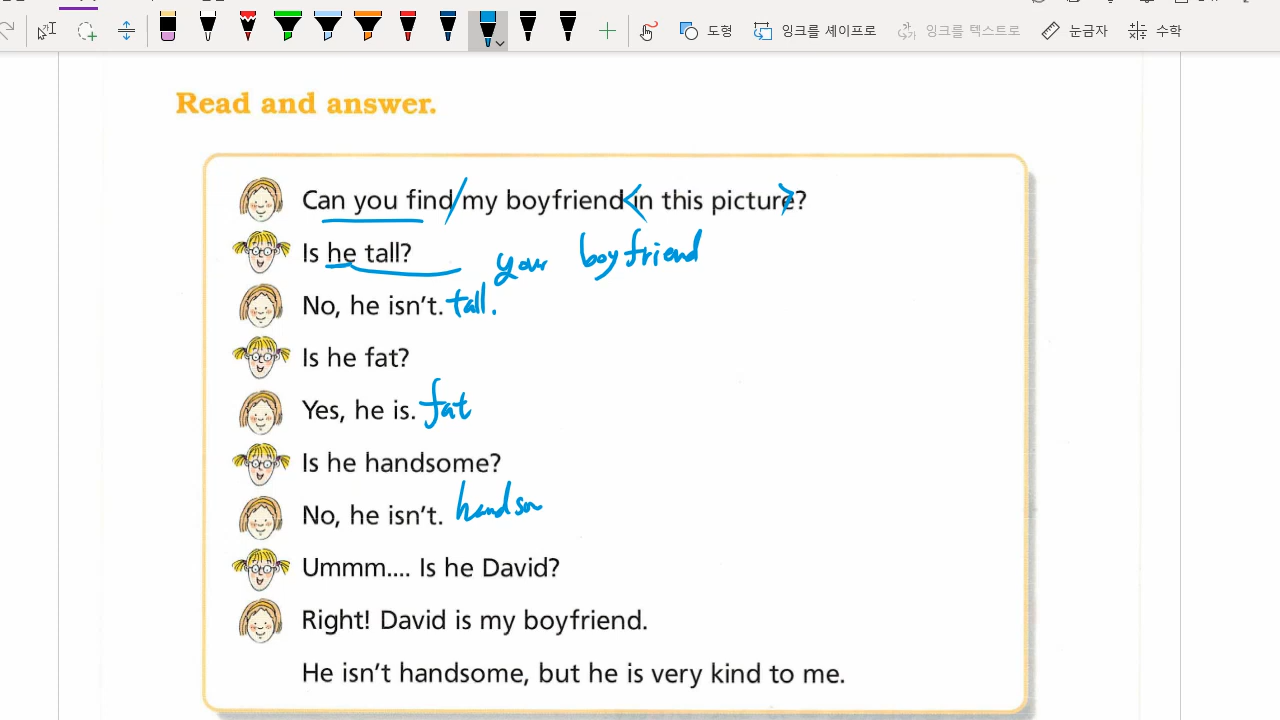 도형 잉크를 셰이프로 잉크를 텍스트로 눈금자 수학
Read and answer.
Can you find my boyfriend in this picture?
Is he tall?
your boyfriend
No, he isn't. tall.
Is he fat?
Yes, he is. fat
Is he handsome?
No, he isn't. handso
Ummm.... Is he David?
Right! David is my boyfriend.
He isn't handsome, but he is very kind to me.